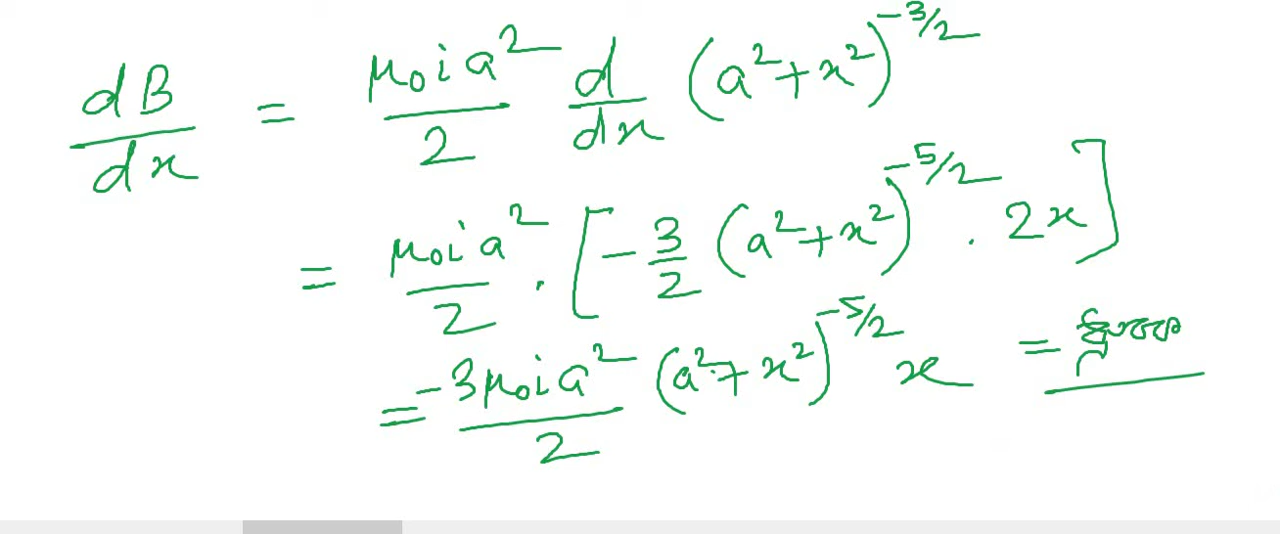 dB/dx = μ₀ia²/2 d/dx (a²+x²)^(-3/2)
= μ₀ia²/2 . [-3/2 (a²+x²)^(-5/2) . 2x]
= -3μ₀ia²/2 (a²+x²)^(-5/2) x =